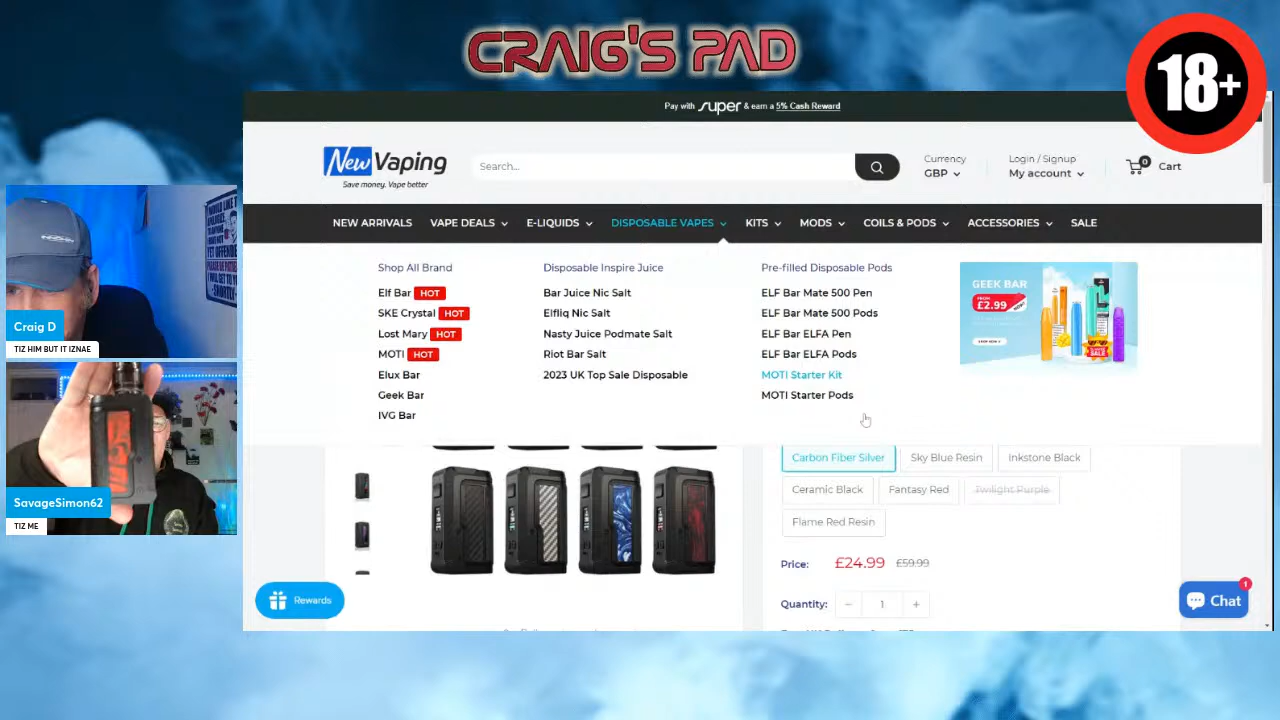 CRAIG'S PAD
18+
Pay with super & earn a 5% Cash Reward
New Vaping
Save money. Vape better
Search...
Currency
GBP
Login / Signup
My account
0
Cart
NEW ARRIVALS VAPE DEALS E-LIQUIDS DISPOSABLE VAPES KITS MODS COILS & PODS ACCESSORIES SALE
Shop All Brand
Elf Bar HOT
SKE Crystal HOT
Lost Mary HOT
MOTI HOT
Elux Bar
Geek Bar
IVG Bar
Disposable Inspire Juice
Bar Juice Nic Salt
Elfliq Nic Salt
Nasty Juice Podmate Salt
Riot Bar Salt
2023 UK Top Sale Disposable
Pre-filled Disposable Pods
ELF Bar Mate 500 Pen
ELF Bar Mate 500 Pods
ELF Bar ELFA Pen
ELF Bar ELFA Pods
MOTI Starter Kit
MOTI Starter Pods
GEEK BAR
FROM
£2.99
Carbon Fiber Silver Sky Blue Resin Inkstone Black
Ceramic Black Fantasy Red Twilight Purple
Flame Red Resin
Price: £24.99 £59.99
Quantity: − 1 +
Rewards
Chat
1
Craig D
TIZ HIM BUT IT IZNAE
SavageSimon62
TIZ ME